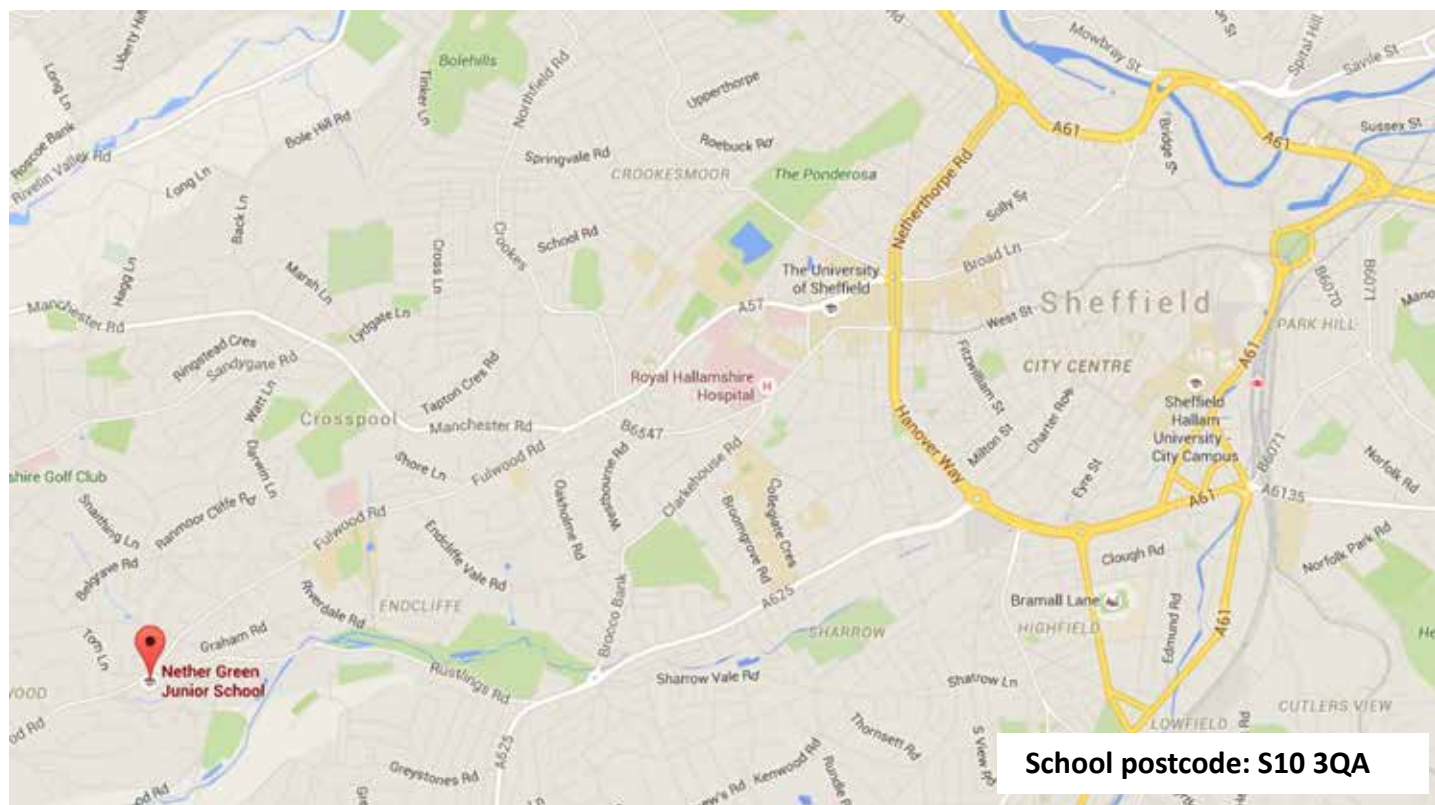 Liberty Hill
Long Ln
Roscoe Bank
Rivelin Valley Rd
Bolehills
Tinker Ln
Bole Hill Rd
Long Ln
Back Ln
Northfield Rd
Upperthorpe
Roebuck Rd
Springvale Rd
CROOKESMOOR
The Ponderosa
Crookes
School Rd
Cross Ln
Marsh Ln
Hagg Ln
Manchester Rd
Lydgate Ln
Ringstead Cres
Sandygate Rd
Watt Ln
Crosspool
Tapton Cres Rd
Manchester Rd
Darwin Ln
Shore Ln
Fulwood Rd
shire Golf Club
Snaithing Ln
Ranmoor Cliffe Rd
Belgrave Rd
Fulwood Rd
Endcliffe Vale Rd
Oakholme Rd
Westbourne Rd
B6547
Clarkehouse Rd
Broomgrove Rd
Collegiate Cres
Royal Hallamshire
Hospital
A57
The University
of Sheffield
Netherthorpe Rd
A61
Mowbray St
Spital Hill
Savile St
Sussex St
A61
Bridge St
Solly St
Broad Ln
West St
Sheffield
CITY CENTRE
Fitzwilliam St
Charter Row
Milton St
Eyre St
Hanover Way
Sheffield
Hallam
University -
City Campus
A61
PARK HILL
B6070
B6071
B6071
A6135
Norfolk Rd
Norfolk Park Rd
A61
Clough Rd
Bramall Lane
HIGHFIELD
Edmund Rd
A61
CUTLERS VIEW
LOWFIELD
Sharrow Ln
S View Rd
SHARROW
Sharrow Vale Rd
A625
Brocco Bank
ENDCLIFFE
Riverdale Rd
Rustlings Rd
Graham Rd
Tom Ln
Nether Green
Junior School
WOOD
od Rd
od Rd
Greystones Rd
A625
Thornsett Rd
Kenwood Rd
Rundle
School postcode: S10 3QA